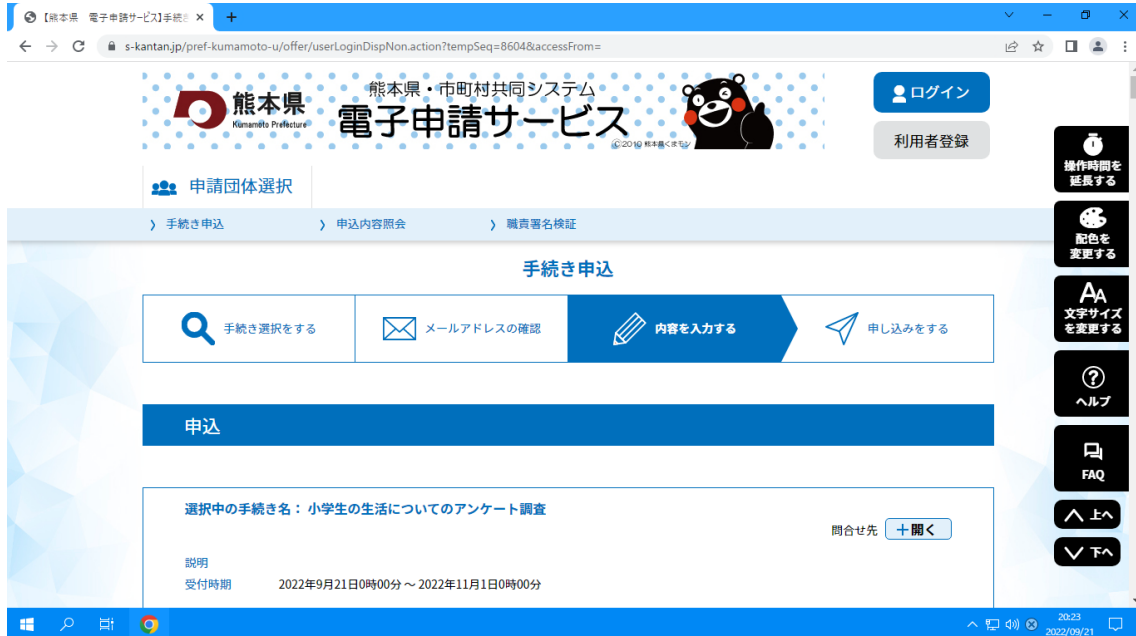 【熊本県　電子申請サービス】手続き
s-kantan.jp/pref-kumamoto-u/offer/userLoginDispNon.action?tempSeq=8604&accessFrom=
熊本県
Kumamoto Prefecture
熊本県・市町村共同システム
電子申請サービス
©2010 熊本県くまモン
ログイン
利用者登録
申請団体選択
手続き申込
申込内容照会
職責署名検証
手続き申込
手続き選択をする
メールアドレスの確認
内容を入力する
申し込みをする
申込
選択中の手続き名： 小学生の生活についてのアンケート調査
問合せ先 ＋開く
説明
受付時期 2022年9月21日0時00分 ～ 2022年11月1日0時00分
操作時間を
延長する
配色を
変更する
AA
文字サイズ
を変更する
ヘルプ
FAQ
上へ
下へ
20:23
2022/09/21